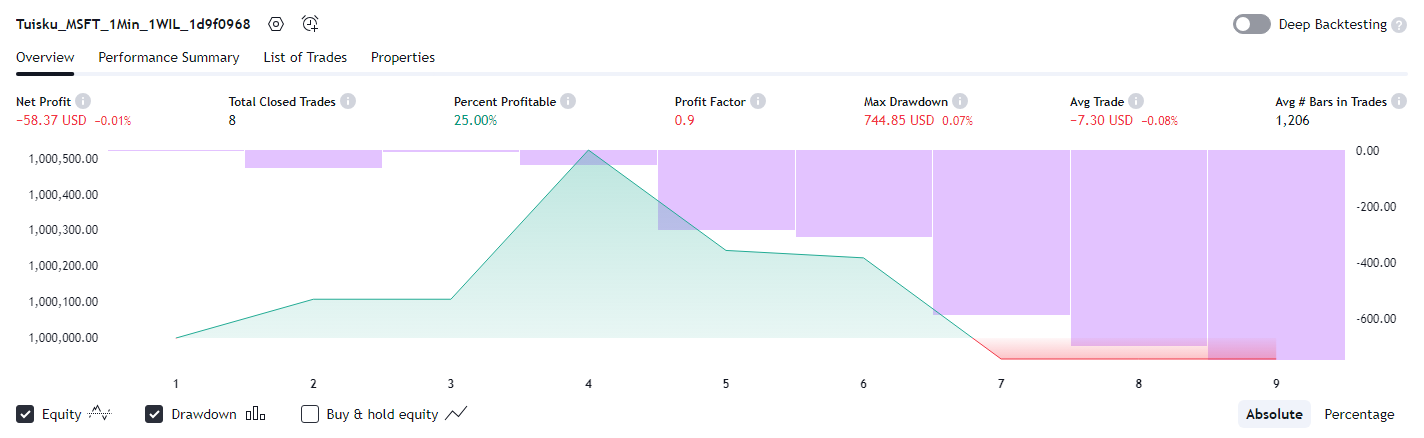 Tuisku_MSFT_1Min_1WIL_1d9f0968
Deep Backtesting ?
Overview Performance Summary List of Trades Properties
Net Profit Total Closed Trades Percent Profitable Profit Factor Max Drawdown Avg Trade Avg # Bars in Trades
−58.37 USD −0.01% 8 25.00% 0.9 744.85 USD 0.07% −7.30 USD −0.08% 1,206
1,000,500.00 0.00
1,000,400.00 -200.00
1,000,300.00
1,000,200.00 -400.00
1,000,100.00
1,000,000.00 -600.00
1 2 3 4 5 6 7 8 9
Equity Drawdown Buy & hold equity Absolute Percentage